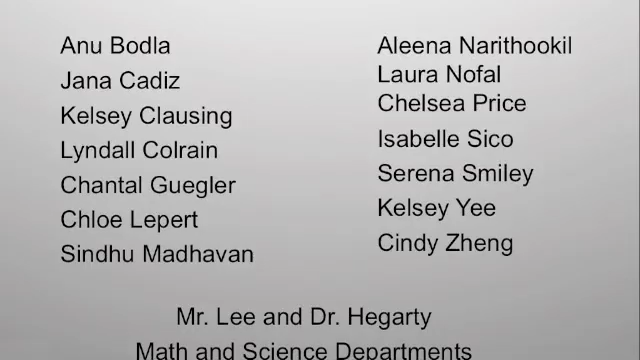 Anu Bodla
Jana Cadiz
Kelsey Clausing
Lyndall Colrain
Chantal Guegler
Chloe Lepert
Sindhu Madhavan
Aleena Narithookil
Laura Nofal
Chelsea Price
Isabelle Sico
Serena Smiley
Kelsey Yee
Cindy Zheng
Mr. Lee and Dr. Hegarty
Math and Science Departments